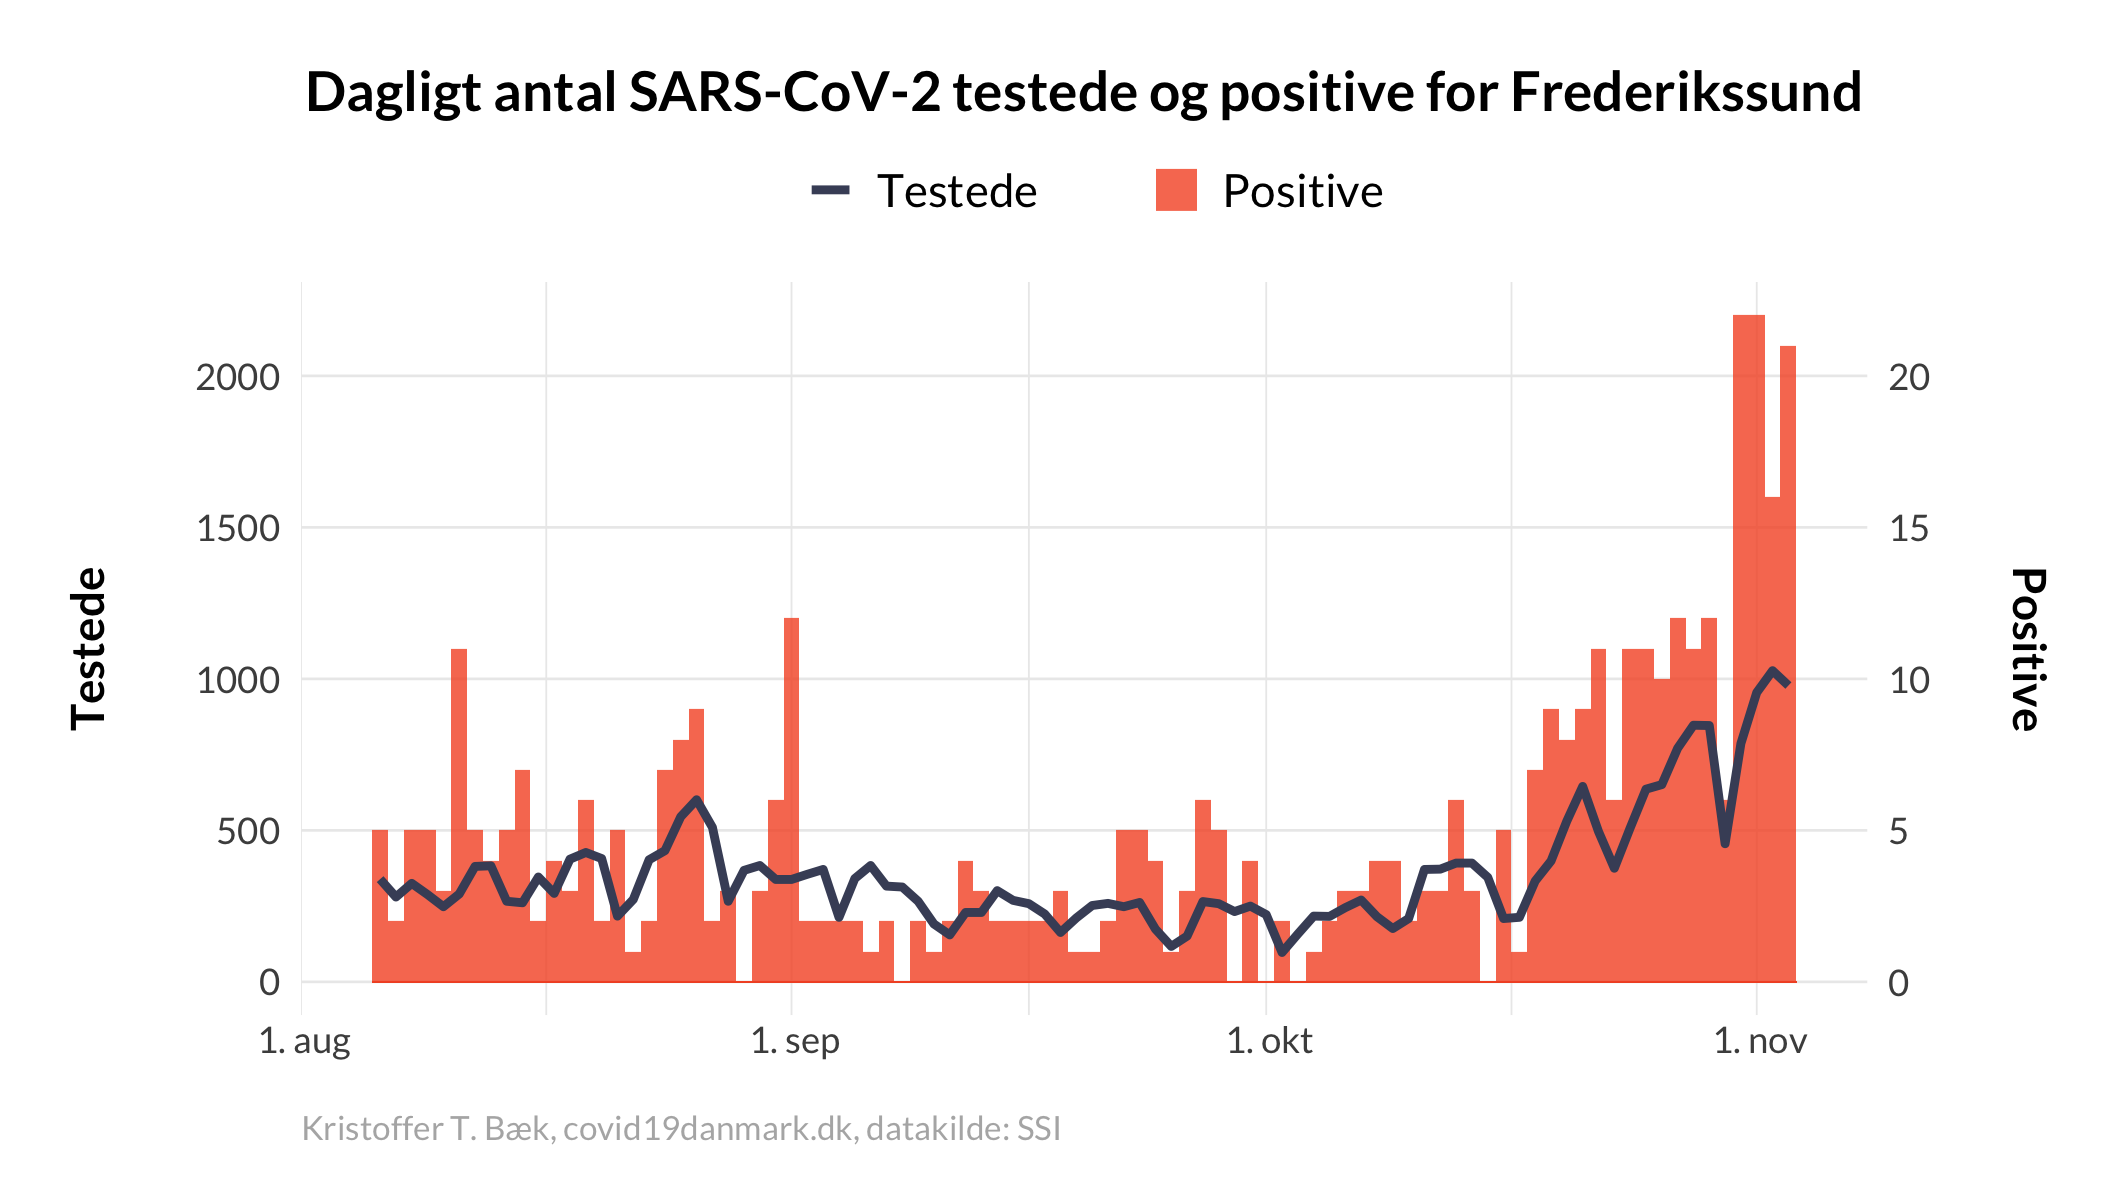 Dagligt antal SARS-CoV-2 testede og positive for Frederikssund
Testede
Positive
2000
1500
1000
500
0
Testede
20
15
10
5
0
Positive
1. aug
1. sep
1. okt
1. nov
Kristoffer T. Bæk, covid19danmark.dk, datakilde: SSI